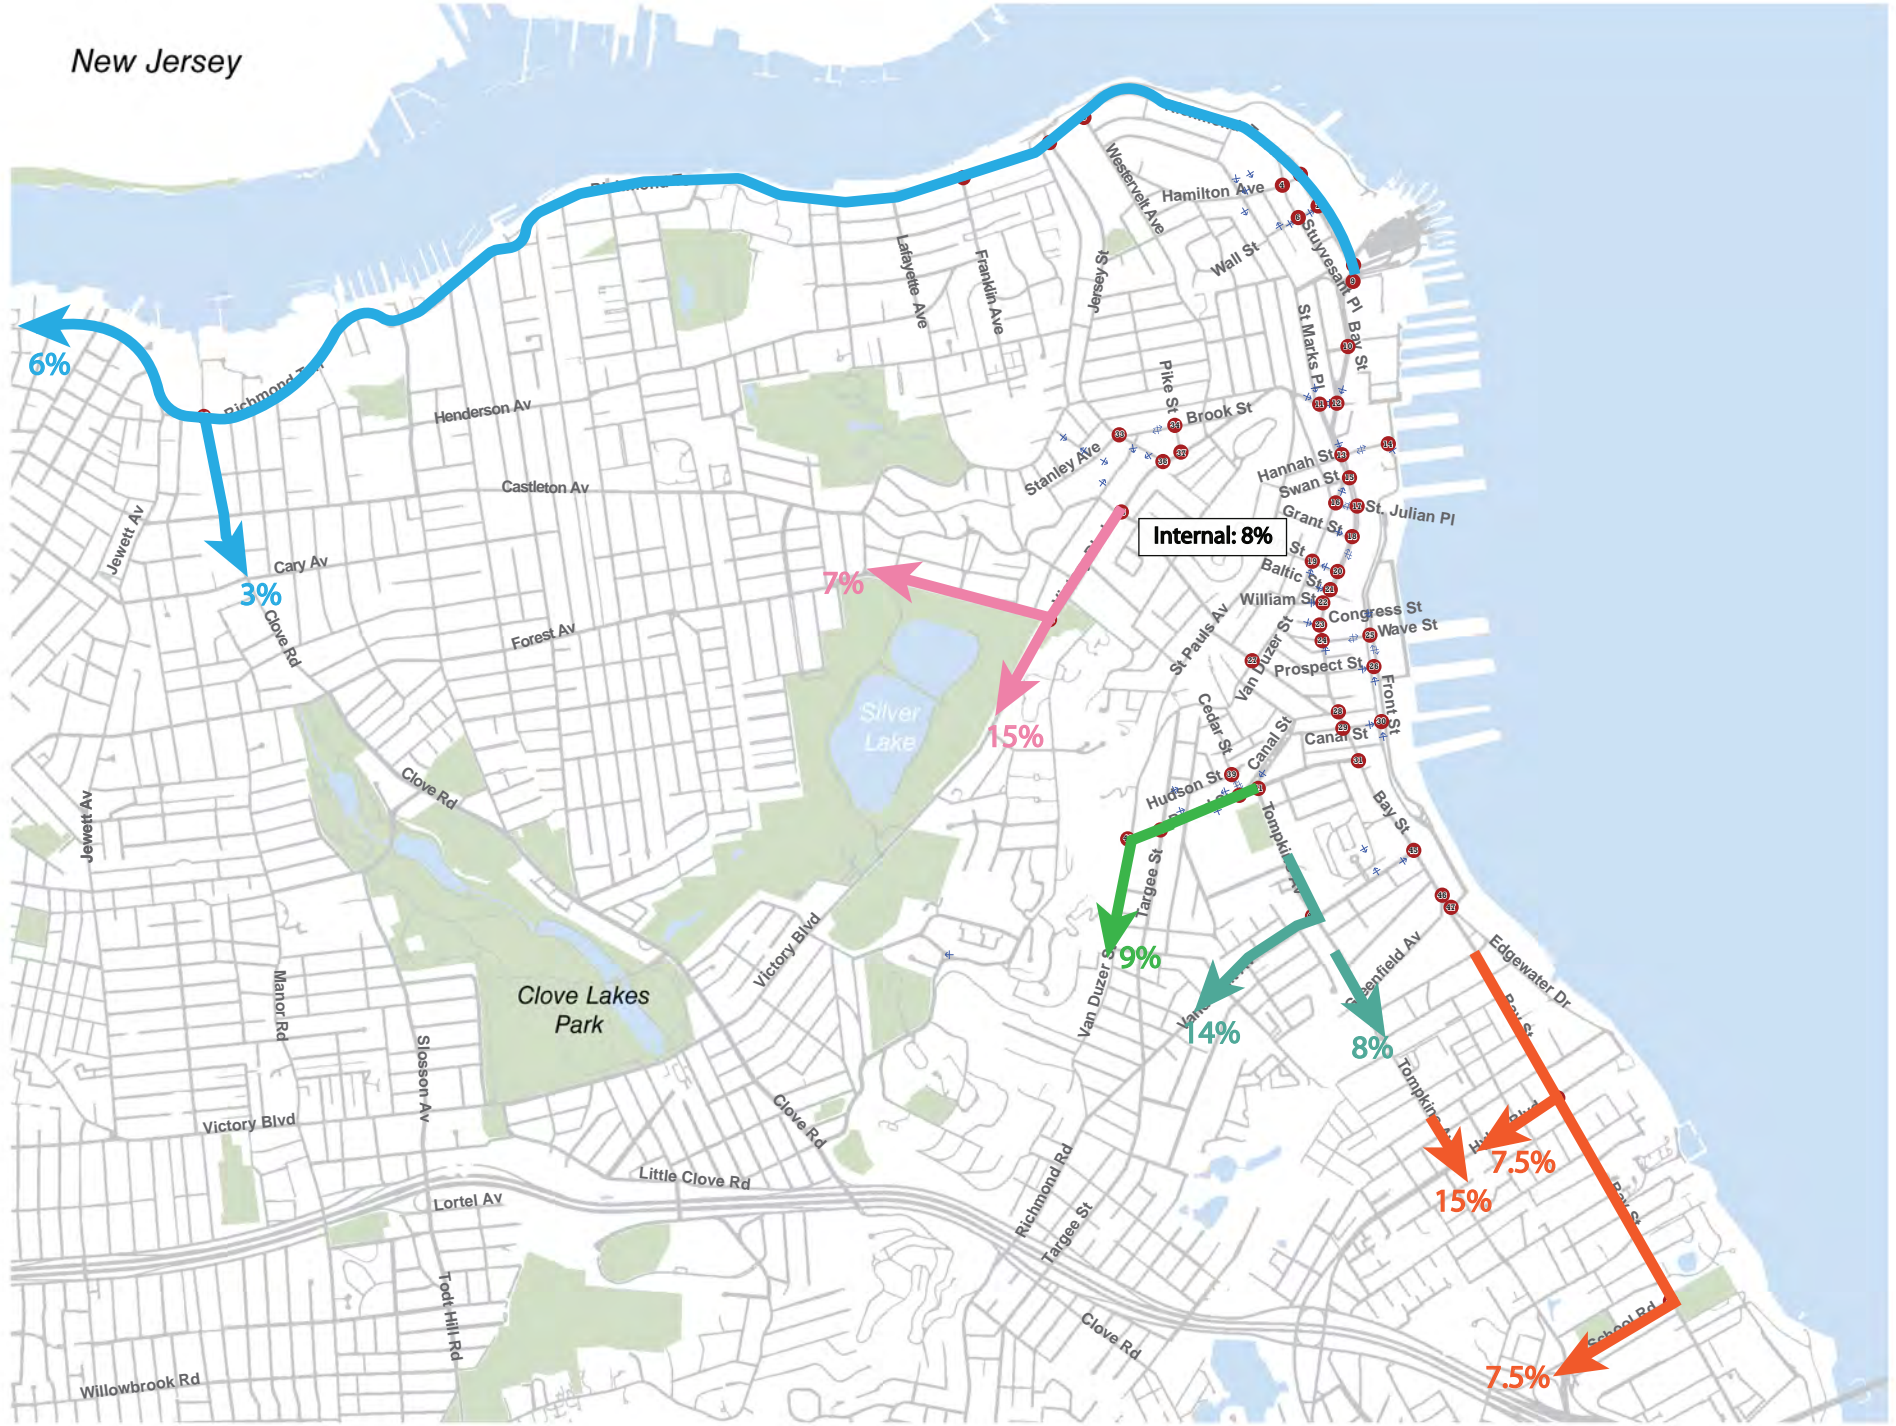 New Jersey
Hamilton Ave
Westervelt Ave
Wall St
Stuyvesant Pl
Lafayette Ave
Franklin Ave
Jersey St
St Marks Pl
Bay St
6%
Richmond Ter
Henderson Av
Pike St
Brook St
Stanley Ave
Hannah St
Swan St
St. Julian Pl
Grant St
Castleton Av
Internal: 8%
Jewett Av
Cary Av
3%
7%
St
Baltic St
William St
Congress St
Wave St
Clove Rd
Forest Av
St Pauls Av
Van Duzer St
Prospect St
Front St
Silver
Lake
15%
Cedar St
Canal St
Canal St
Hudson St
Clove Rd
Jewett Av
Tompkins Av
Bay St
Targee St
Victory Blvd
9%
Van Duzer St
Greenfield Av
Edgewater Dr
Clove Lakes
Park
Manor Rd
Slosson Av
14%
8%
Bay St
Tompkins Av
Victory Blvd
Clove Rd
7.5%
15%
Little Clove Rd
Lortel Av
Richmond Rd
Targee St
Bay St
Todt Hill Rd
Clove Rd
School Rd
7.5%
Willowbrook Rd